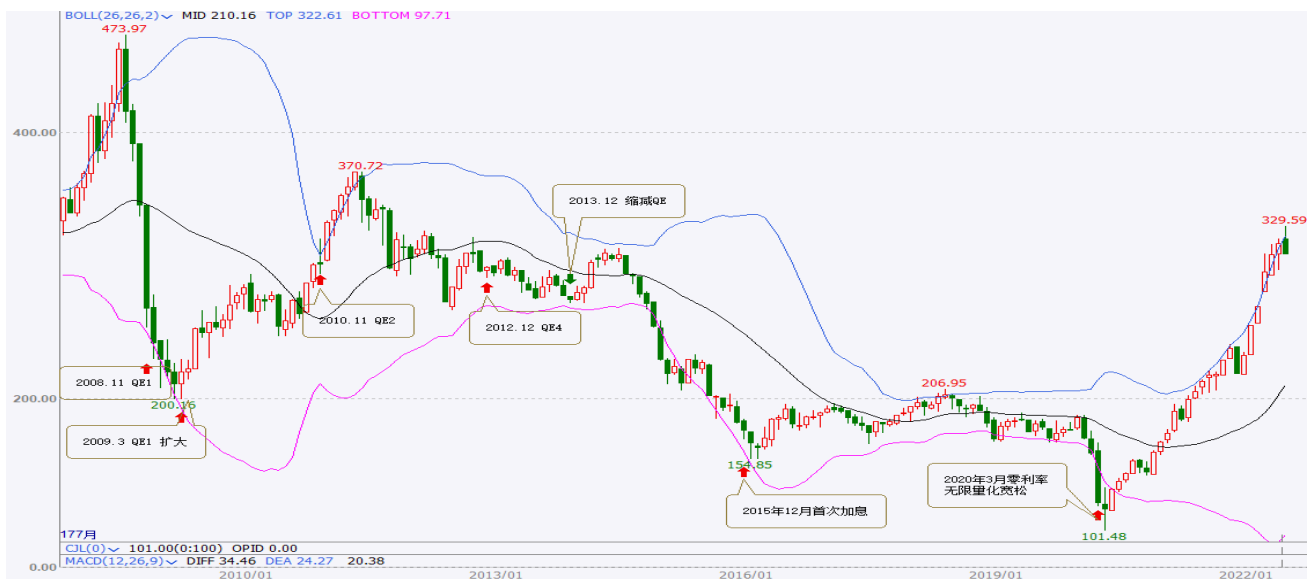 BOLL(26,26,2) MID 210.16 TOP 322.61 BOTTOM 97.71
473.97
400.00
370.72
2013.12 缩减QE
329.59
2010.11 QE2
2012.12 QE4
2008.11 QE1
200.00
200.16
206.95
2009.3 QE1 扩大
154.85
2020年3月零利率
无限量化宽松
2015年12月首次加息
101.48
177月
CJL(0) 101.00(0:100) OPID 0.00
MACD(12,26,9) DIFF 34.46 DEA 24.27 20.38
0.00
2010/01 2013/01 2016/01 2019/01 2022/01